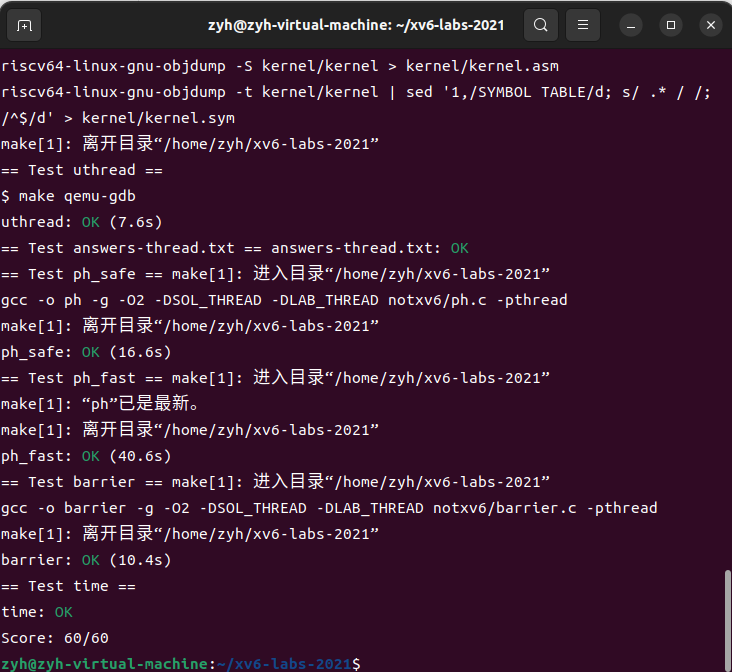 zyh@zyh-virtual-machine: ~/xv6-labs-2021
riscv64-linux-gnu-objdump -S kernel/kernel > kernel/kernel.asm
riscv64-linux-gnu-objdump -t kernel/kernel | sed '1,/SYMBOL TABLE/d; s/ .* / /;
/^$/d' > kernel/kernel.sym
make[1]: 离开目录“/home/zyh/xv6-labs-2021”
== Test uthread ==
$ make qemu-gdb
uthread: OK (7.6s)
== Test answers-thread.txt == answers-thread.txt: OK
== Test ph_safe == make[1]: 进入目录“/home/zyh/xv6-labs-2021”
gcc -o ph -g -O2 -DSOL_THREAD -DLAB_THREAD notxv6/ph.c -pthread
make[1]: 离开目录“/home/zyh/xv6-labs-2021”
ph_safe: OK (16.6s)
== Test ph_fast == make[1]: 进入目录“/home/zyh/xv6-labs-2021”
make[1]: “ph”已是最新。
make[1]: 离开目录“/home/zyh/xv6-labs-2021”
ph_fast: OK (40.6s)
== Test barrier == make[1]: 进入目录“/home/zyh/xv6-labs-2021”
gcc -o barrier -g -O2 -DSOL_THREAD -DLAB_THREAD notxv6/barrier.c -pthread
make[1]: 离开目录“/home/zyh/xv6-labs-2021”
barrier: OK (10.4s)
== Test time ==
time: OK
Score: 60/60
zyh@zyh-virtual-machine:~/xv6-labs-2021$